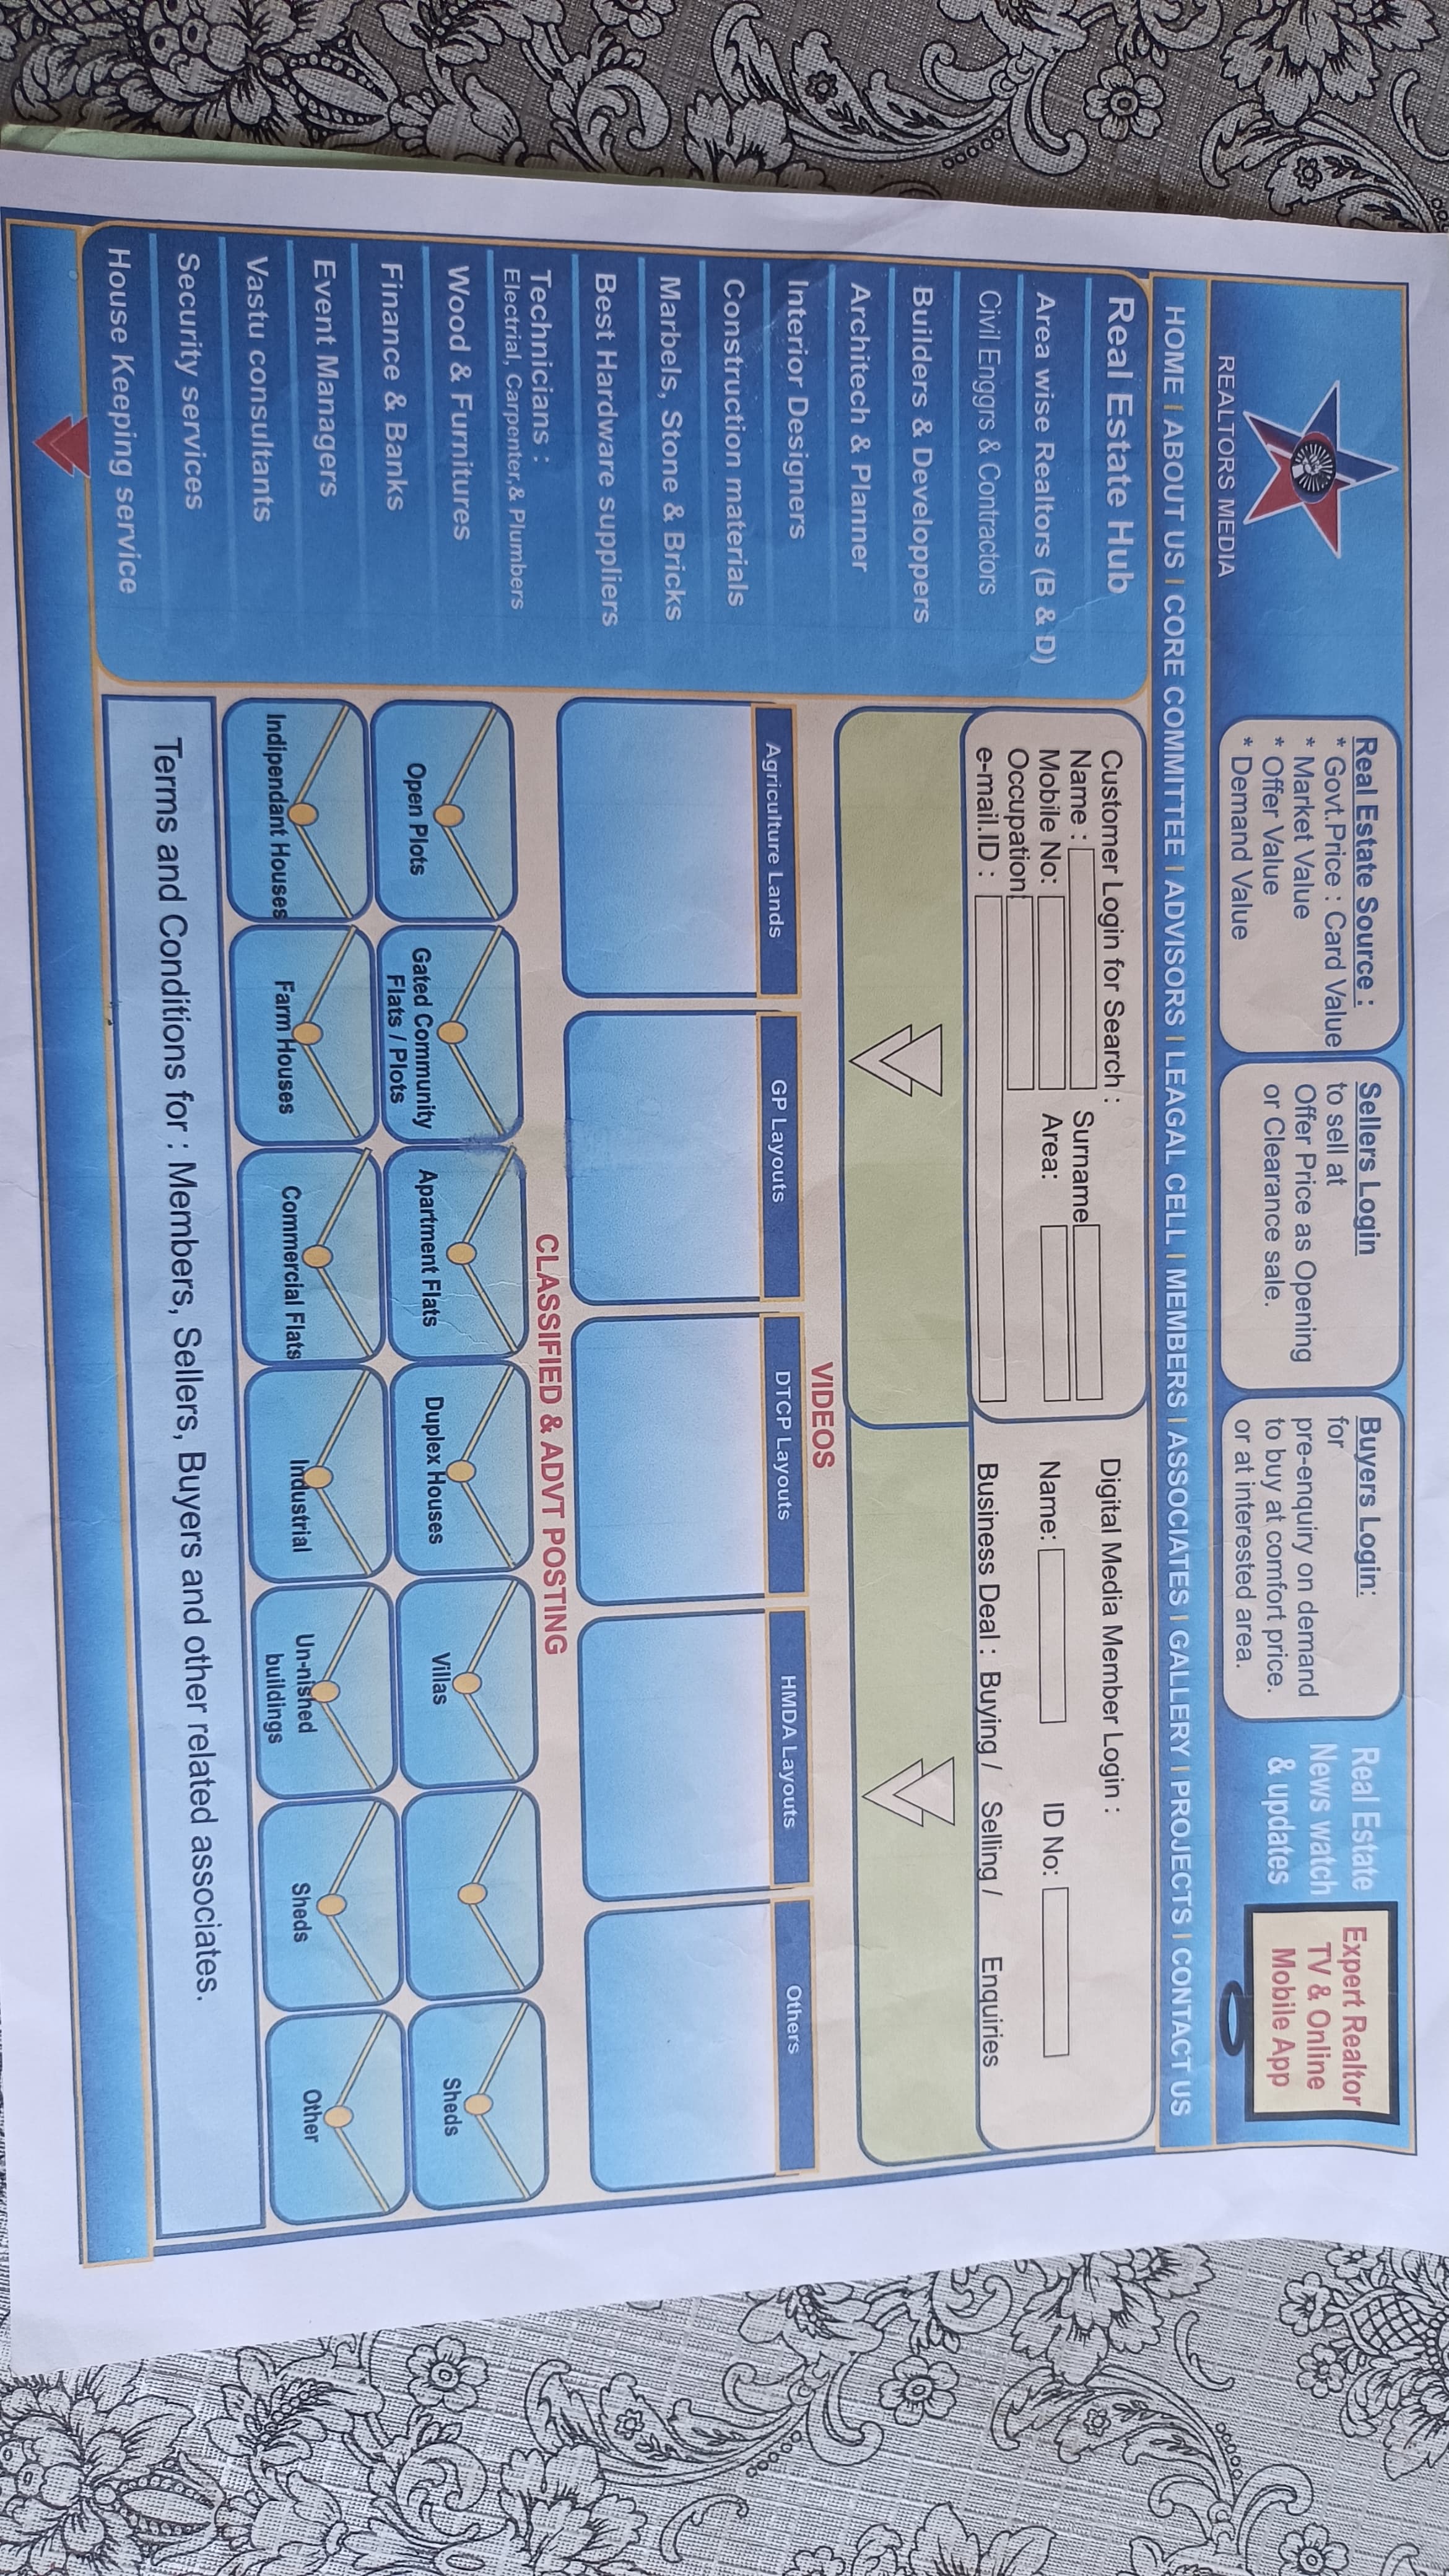 REALTORS MEDIA
Real Estate Source :
* Govt.Price : Card Value
* Market Value
* Offer Value
* Demand Value
Sellers Login
to sell at
Offer Price as Opening
or Clearance sale.
Buyers Login:
for
pre-enquiry on demand
to buy at comfort price.
or at interested area.
Real Estate
News watch
& updates
Expert Realtor
TV & Online
Mobile App
HOME | ABOUT US | CORE COMMITTEE | ADVISORS | LEAGAL CELL | MEMBERS | ASSOCIATES | GALLERY | PROJECTS | CONTACT US
Real Estate Hub
Area wise Realtors (B & D)
Civil Enggrs & Contractors
Builders & Developpers
Architech & Planner
Interior Designers
Construction materials
Marbels, Stone & Bricks
Best Hardware suppliers
Technicians :
Electrial, Carpenter,& Plumbers
Wood & Furnitures
Finance & Banks
Event Managers
Vastu consultants
Security services
House Keeping service
Customer Login for Search :
Name : Surname
Mobile No: Area:
Occupation
e-mail.ID :
Digital Media Member Login :
Name: ID No:
Business Deal : Buying / Selling / Enquiries
VIDEOS
Agriculture Lands GP Layouts DTCP Layouts HMDA Layouts Others
CLASSIFIED & ADVT POSTING
Open Plots
Gated Community
Flats / Plots
Apartment Flats
Duplex Houses
Villas
Sheds
Indipendant Houses
Farm Houses
Commercial Flats
Industrial
Un-nished
buildings
Sheds
Other
Terms and Conditions for : Members, Sellers, Buyers and other related associates.